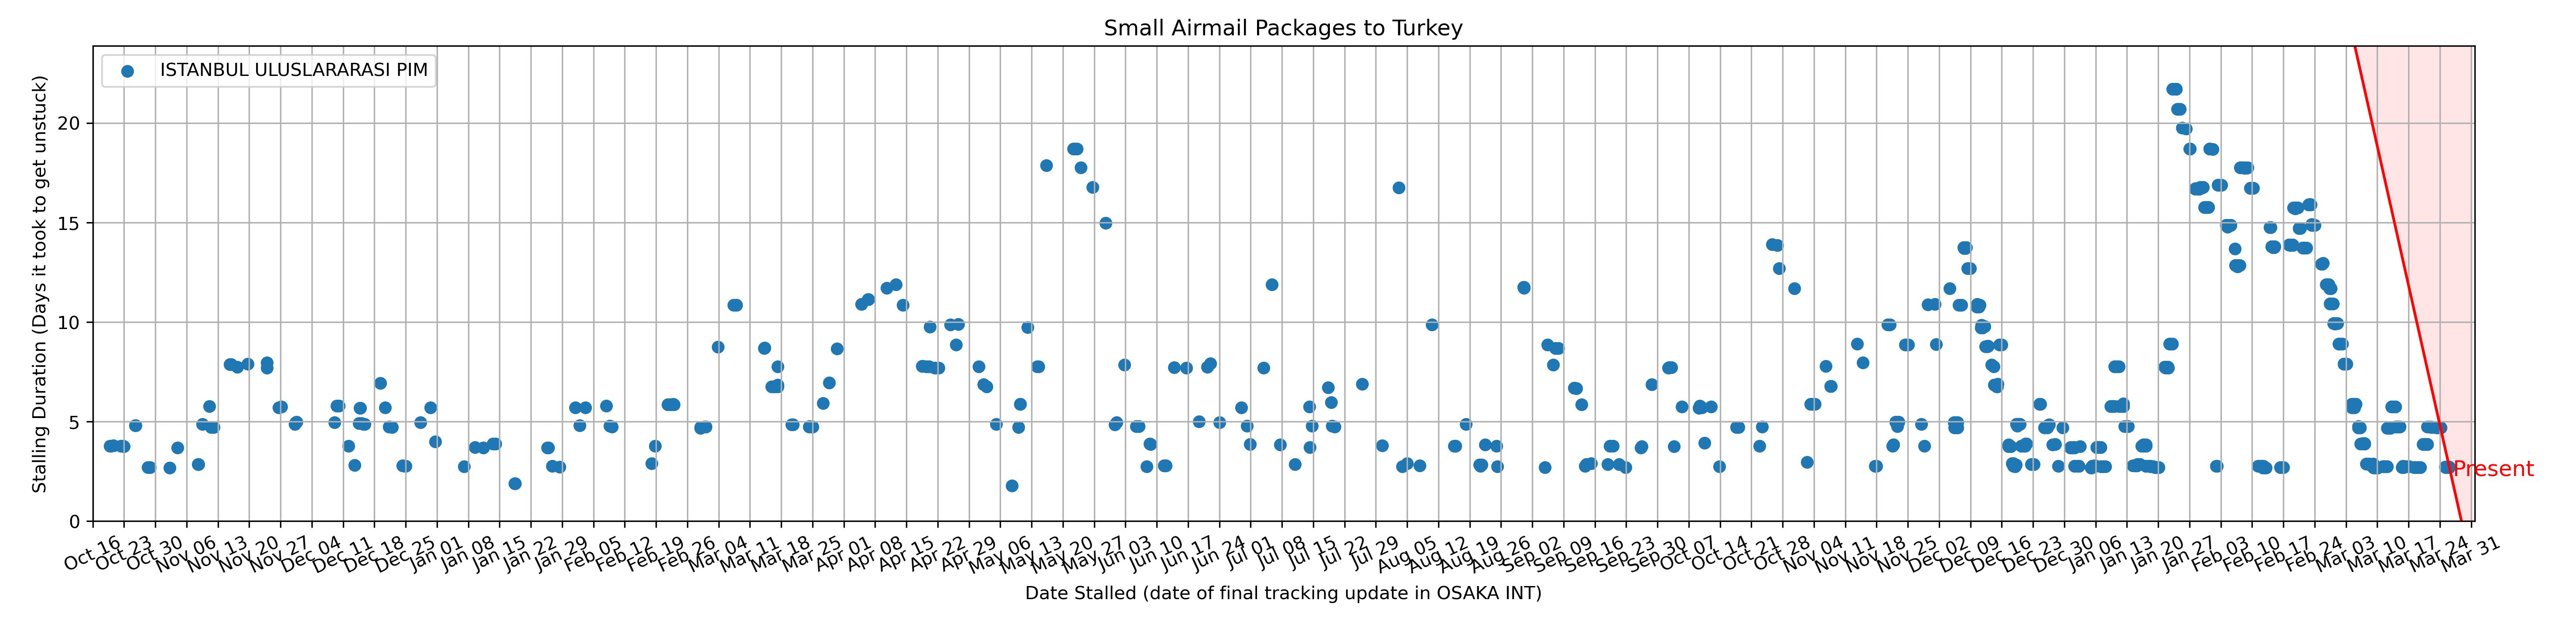 Small Airmail Packages to Turkey
ISTANBUL ULUSLARARASI PIM
Stalling Duration (Days it took to get unstuck)
20
15
10
5
0
Present
Oct 16 Oct 23 Oct 30 Nov 06 Nov 13 Nov 20 Nov 27 Dec 04 Dec 11 Dec 18 Dec 25 Jan 01 Jan 08 Jan 15 Jan 22 Jan 29 Feb 05 Feb 12 Feb 19 Feb 26 Mar 04 Mar 11 Mar 18 Mar 25 Apr 01 Apr 08 Apr 15 Apr 22 Apr 29 May 06 May 13 May 20 May 27 Jun 03 Jun 10 Jun 17 Jun 24 Jul 01 Jul 08 Jul 15 Jul 22 Jul 29 Aug 05 Aug 12 Aug 19 Aug 26 Sep 02 Sep 09 Sep 16 Sep 23 Sep 30 Oct 07 Oct 14 Oct 21 Oct 28 Nov 04 Nov 11 Nov 18 Nov 25 Dec 02 Dec 09 Dec 16 Dec 23 Dec 30 Jan 06 Jan 13 Jan 20 Jan 27 Feb 03 Feb 10 Feb 17 Feb 24 Mar 03 Mar 10 Mar 17 Mar 24 Mar 31
Date Stalled (date of final tracking update in OSAKA INT)